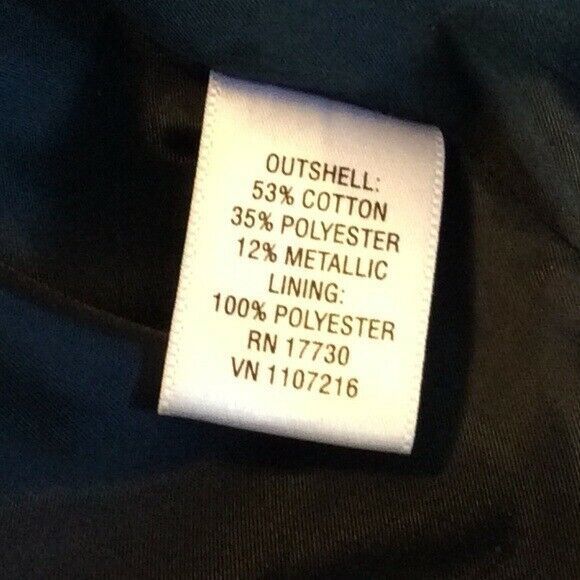 OUTSHELL:
53% COTTON
35% POLYESTER
12% METALLIC
LINING:
100% POLYESTER
RN 17730
VN 1107216